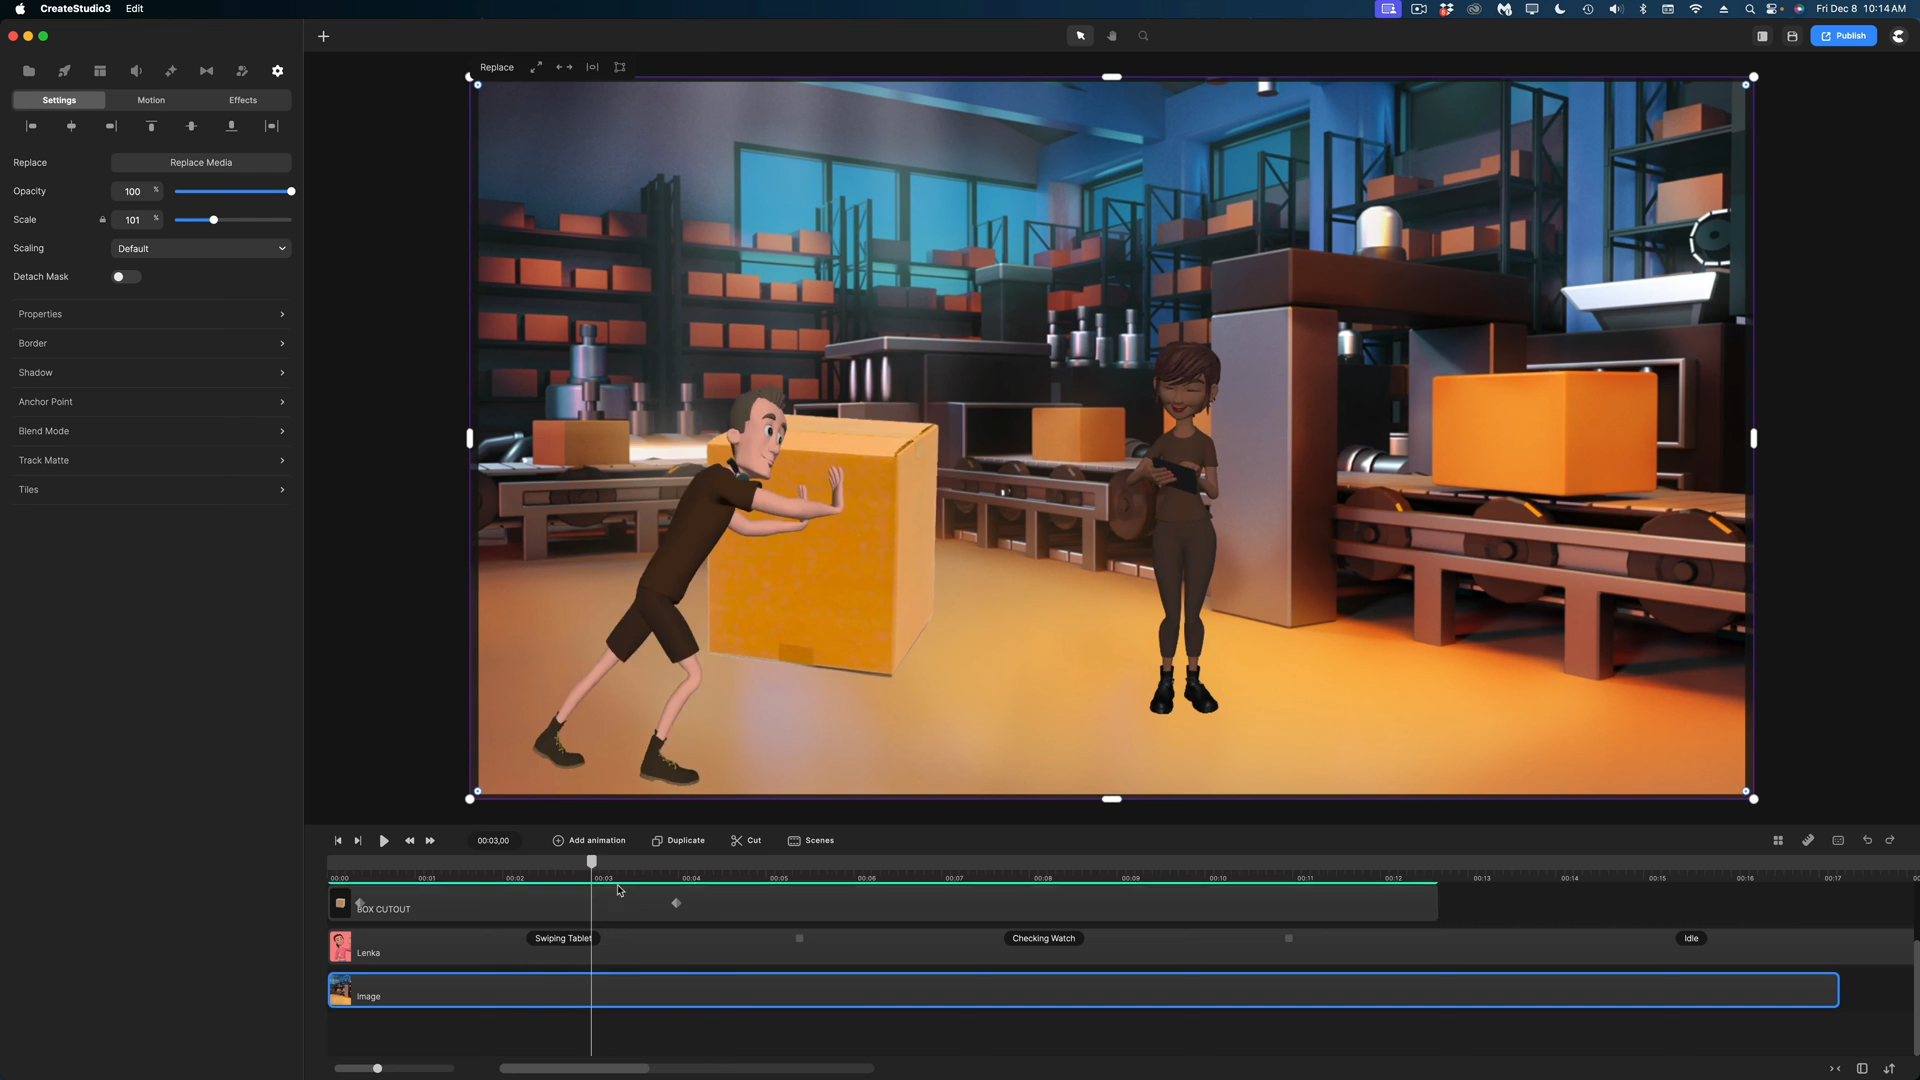 CreateStudio3 Edit Fri Dec 8 10:14 AM
Publish
Replace
Settings Motion Effects
Replace Replace Media
Opacity 100 %
Scale 101 %
Scaling Default
Detach Mask
Properties
Border
Shadow
Anchor Point
Blend Mode
Track Matte
Tiles
00:03,00 Add animation Duplicate Cut Scenes
00:00 00:01 00:02 00:03 00:04 00:05 00:06 00:07 00:08 00:09 00:10 00:11 00:12 00:13 00:14 00:15 00:16 00:17
BOX CUTOUT
Swiping Tablet Checking Watch Idle
Lenka
Image